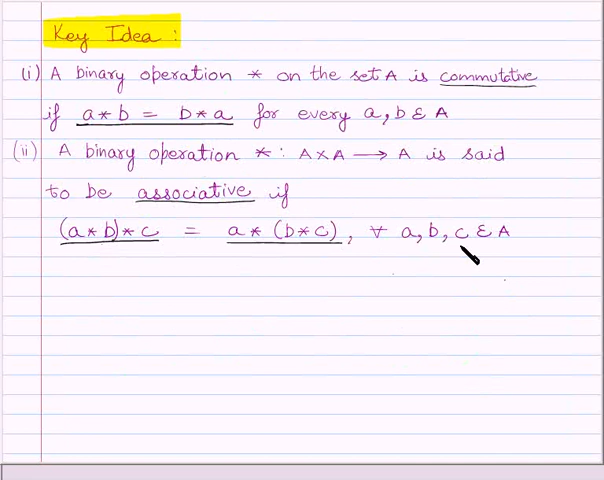 Key Idea :
(i) A binary operation * on the set A is commutative
if a * b = b * a for every a, b ε A
(ii) A binary operation * : A × A ⟶ A is said
to be associative if
(a * b) * c = a * (b * c), ∀ a, b, c ε A